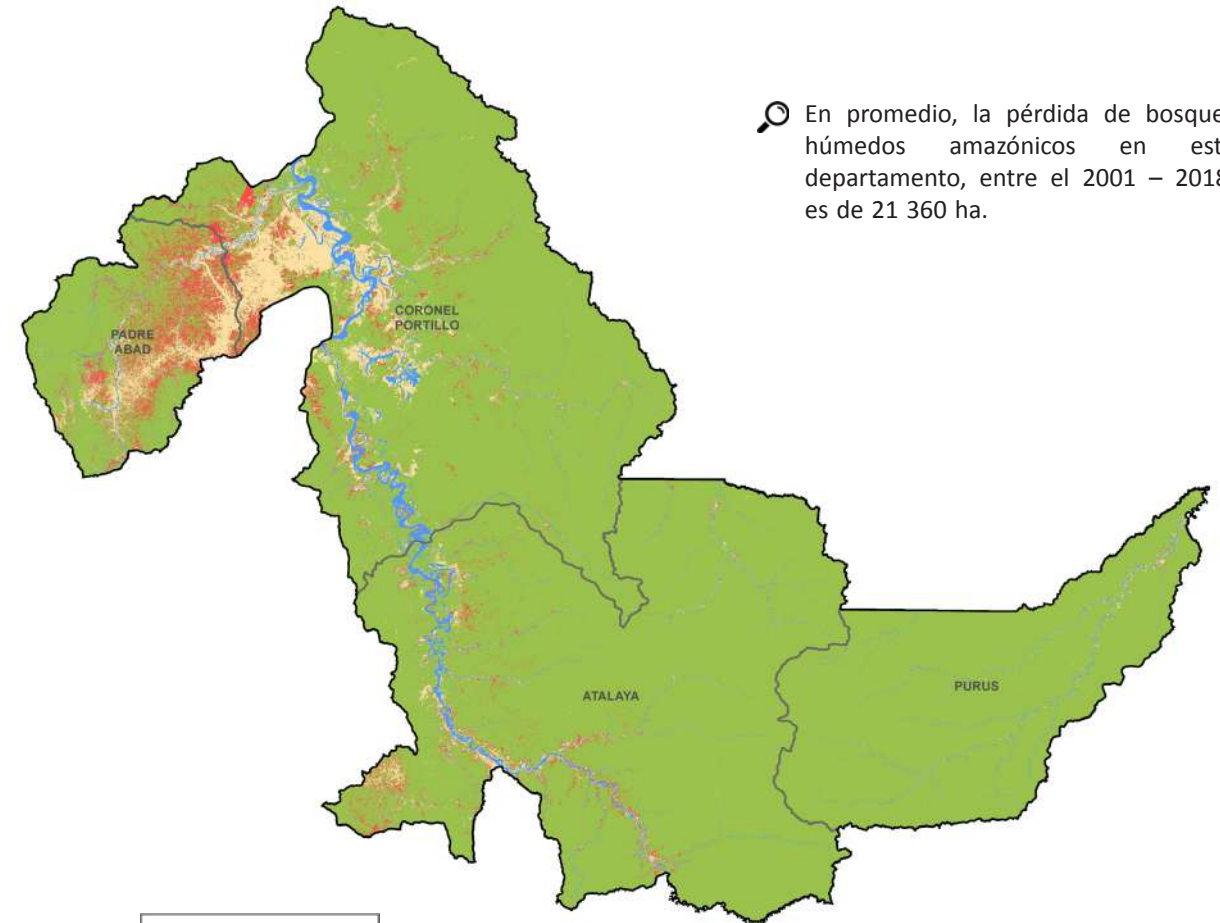 En promedio, la pérdida de bosque
húmedos amazónicos en est
departamento, entre el 2001 – 2018
es de 21 360 ha.
CORONEL
PORTILLO
PADRE
ABAD
ATALAYA
PURUS